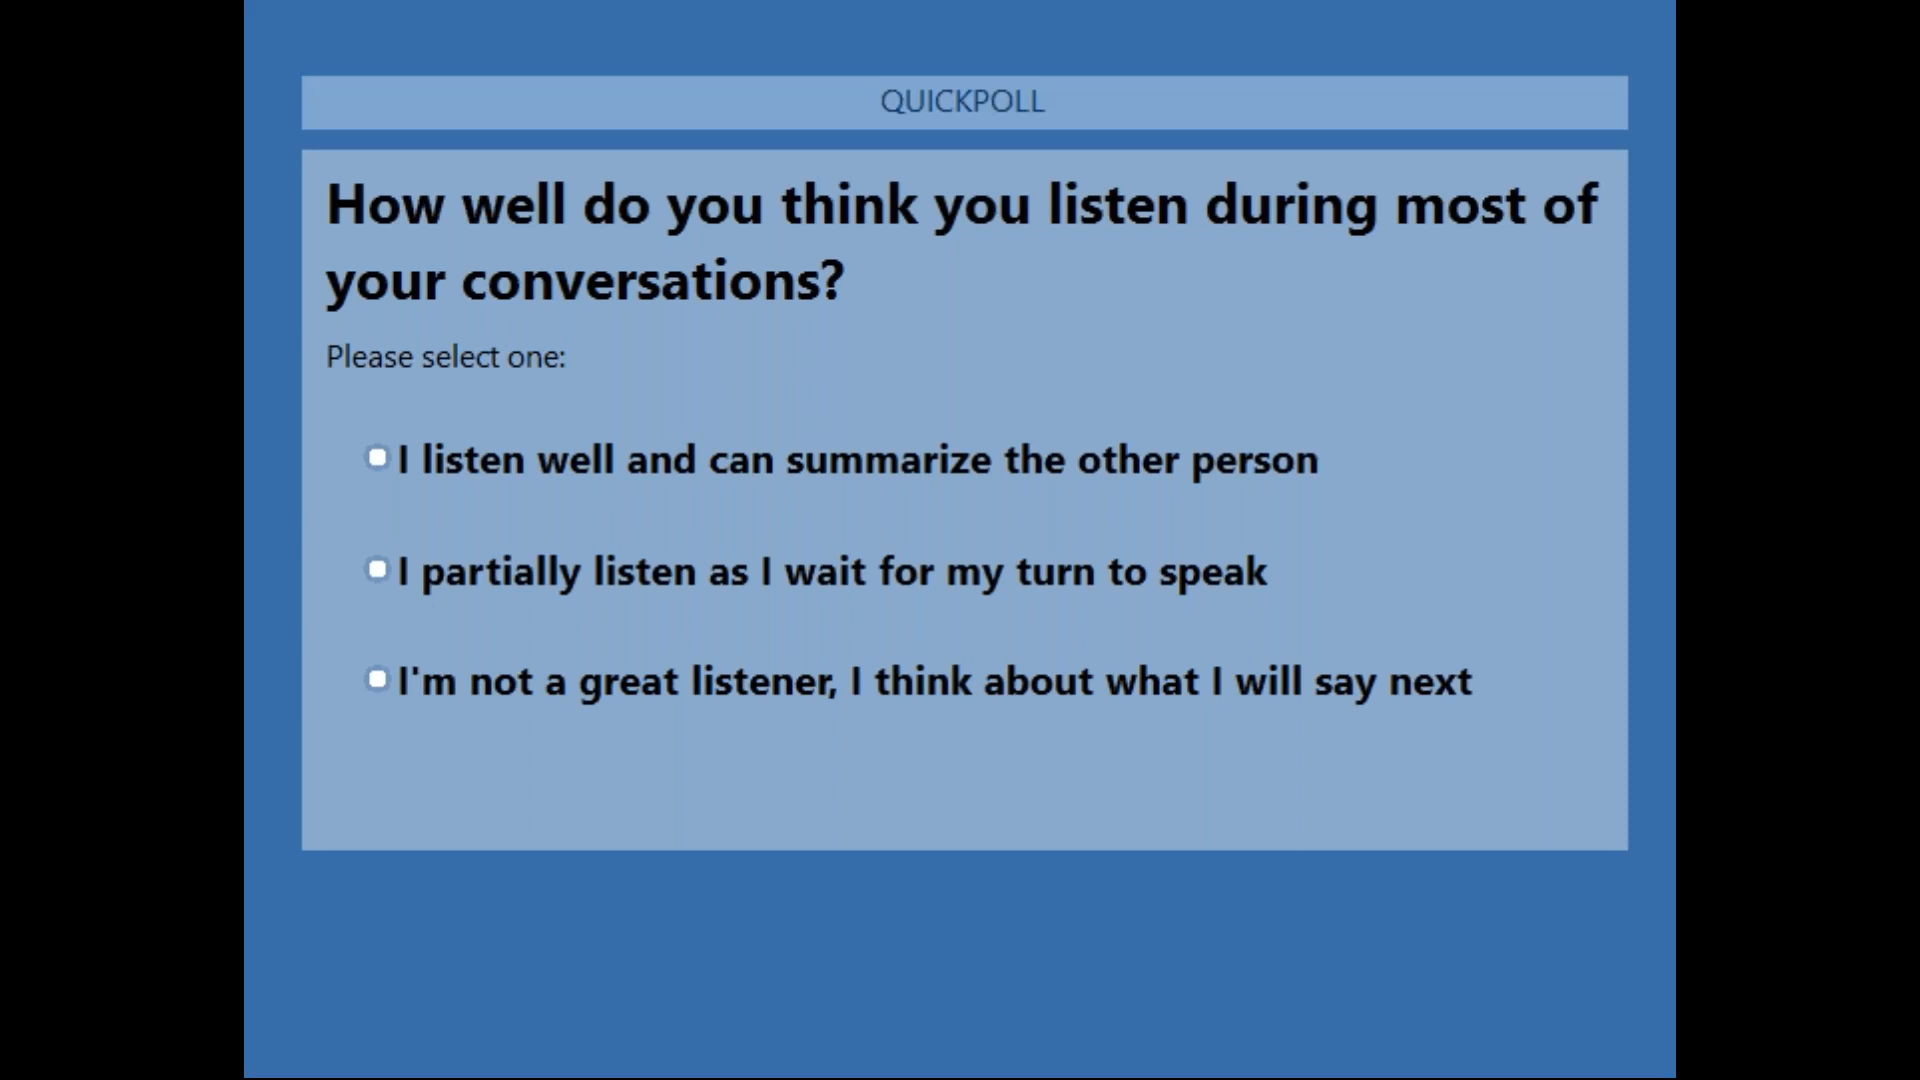 QUICKPOLL
How well do you think you listen during most of
your conversations?
Please select one:
I listen well and can summarize the other person
I partially listen as I wait for my turn to speak
I'm not a great listener, I think about what I will say next